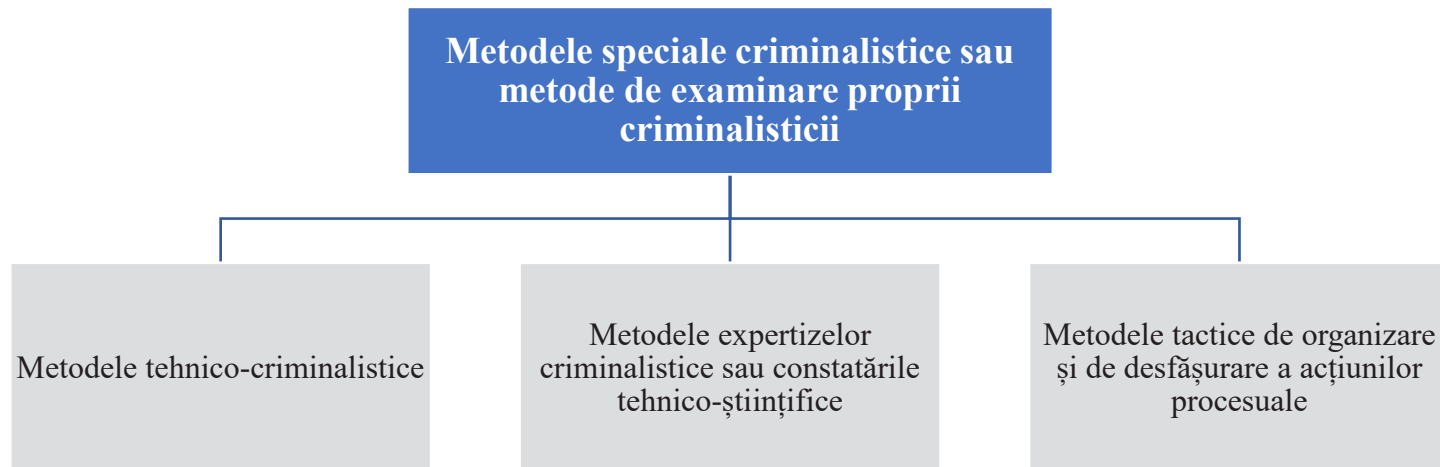 Metodele speciale criminalistice sau
metode de examinare proprii
criminalisticii
Metodele tehnico-criminalistice
Metodele expertizelor
criminalistice sau constatările
tehnico-științifice
Metodele tactice de organizare
și de desfășurare a acțiunilor
procesuale